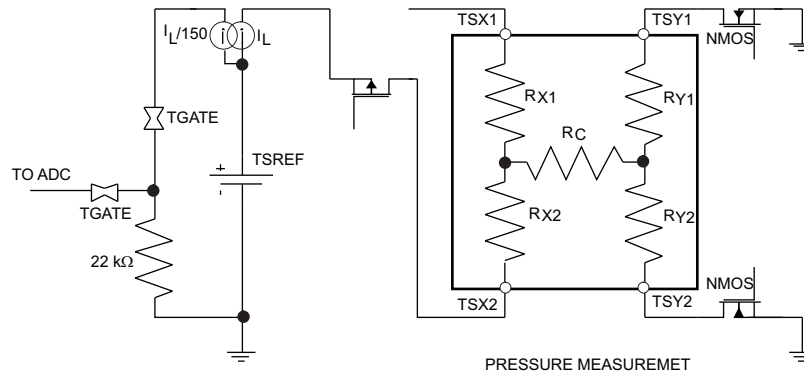 I_L/150
I_L
TSX1
TSY1
NMOS
TGATE
R_X1
R_Y1
R_C
TO ADC
TGATE
+
TSREF
-
R_X2
R_Y2
22 kΩ
TSX2
TSY2
NMOS
PRESSURE MEASUREMET